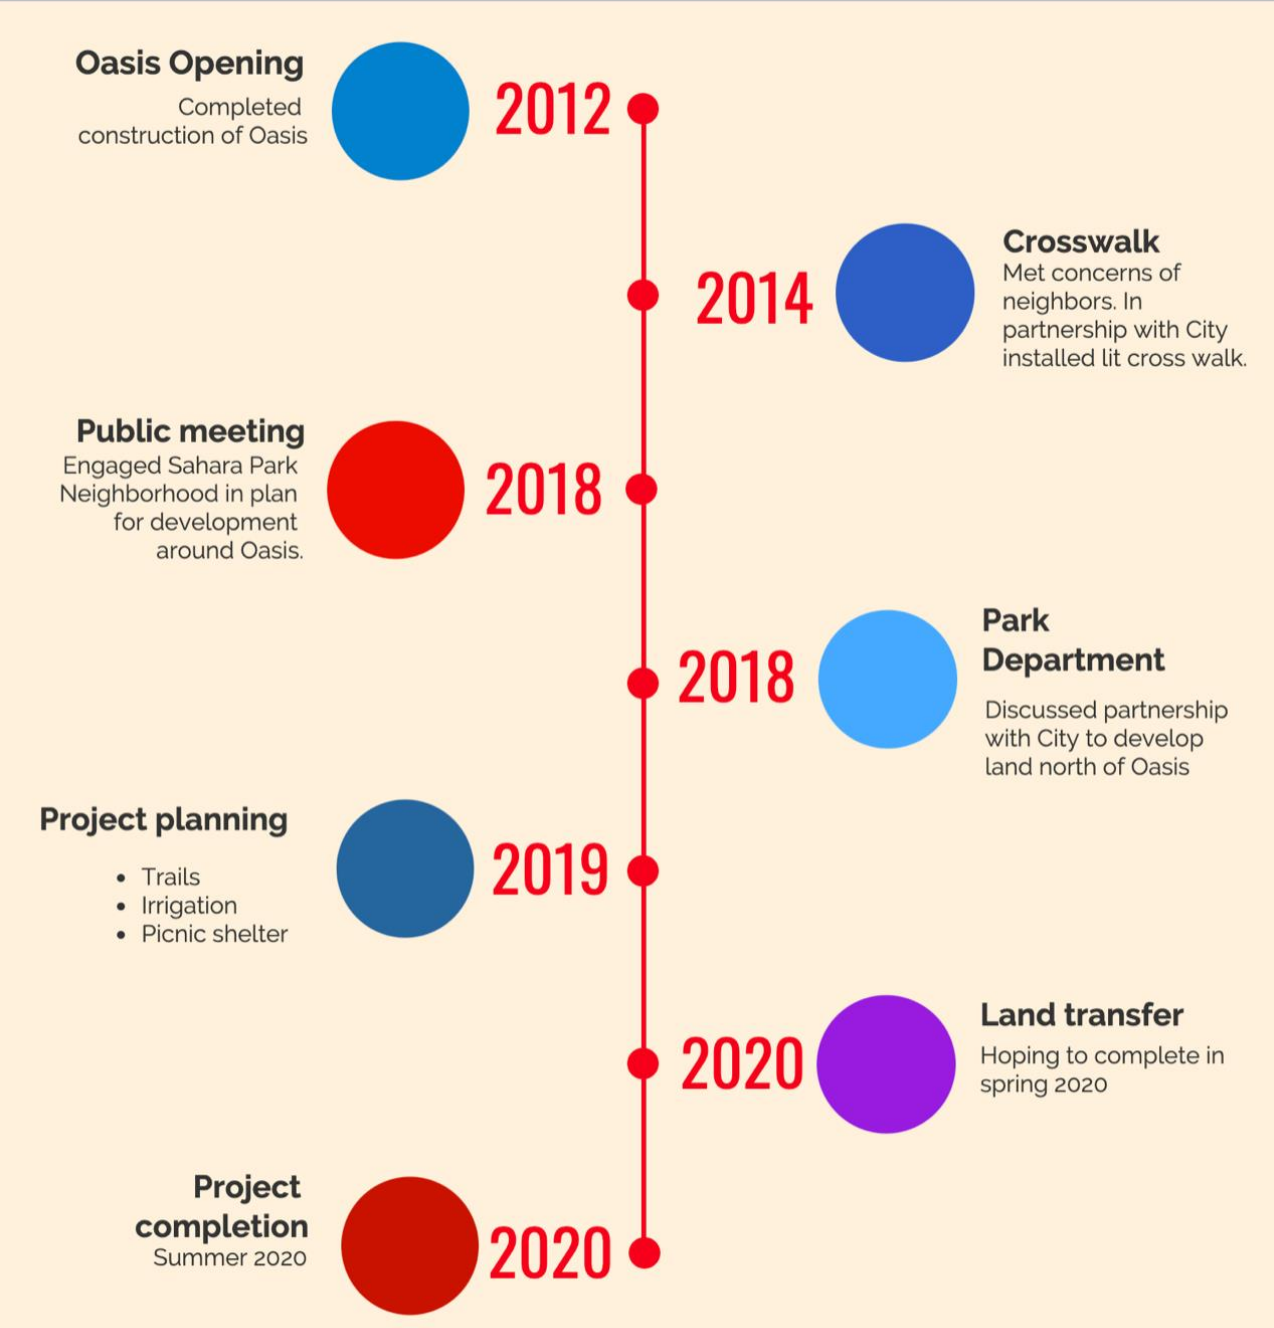 Oasis Opening
Completed
construction of Oasis
2012
2014
Crosswalk
Met concerns of
neighbors. In
partnership with City
installed lit cross walk.
Public meeting
Engaged Sahara Park
Neighborhood in plan
for development
around Oasis.
2018
2018
Park
Department
Discussed partnership
with City to develop
land north of Oasis
Project planning
• Trails
• Irrigation
• Picnic shelter
2019
2020
Land transfer
Hoping to complete in
spring 2020
Project
completion
Summer 2020
2020